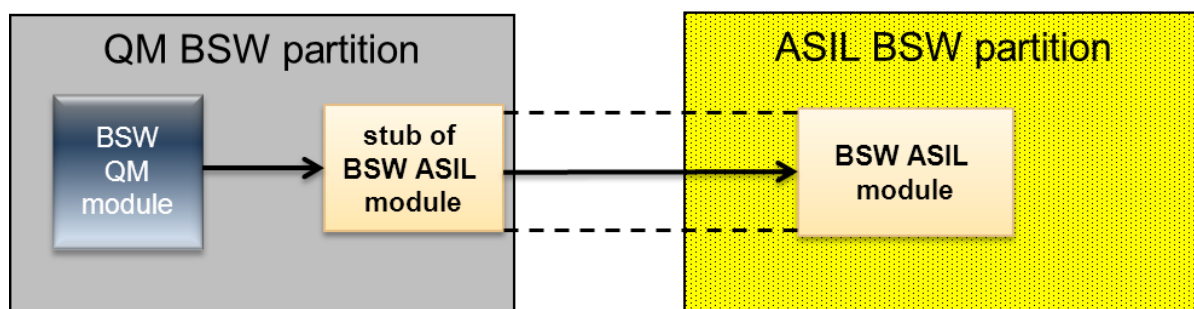 QM BSW partition
ASIL BSW partition
BSW
QM
module
stub of
BSW ASIL
module
BSW ASIL
module